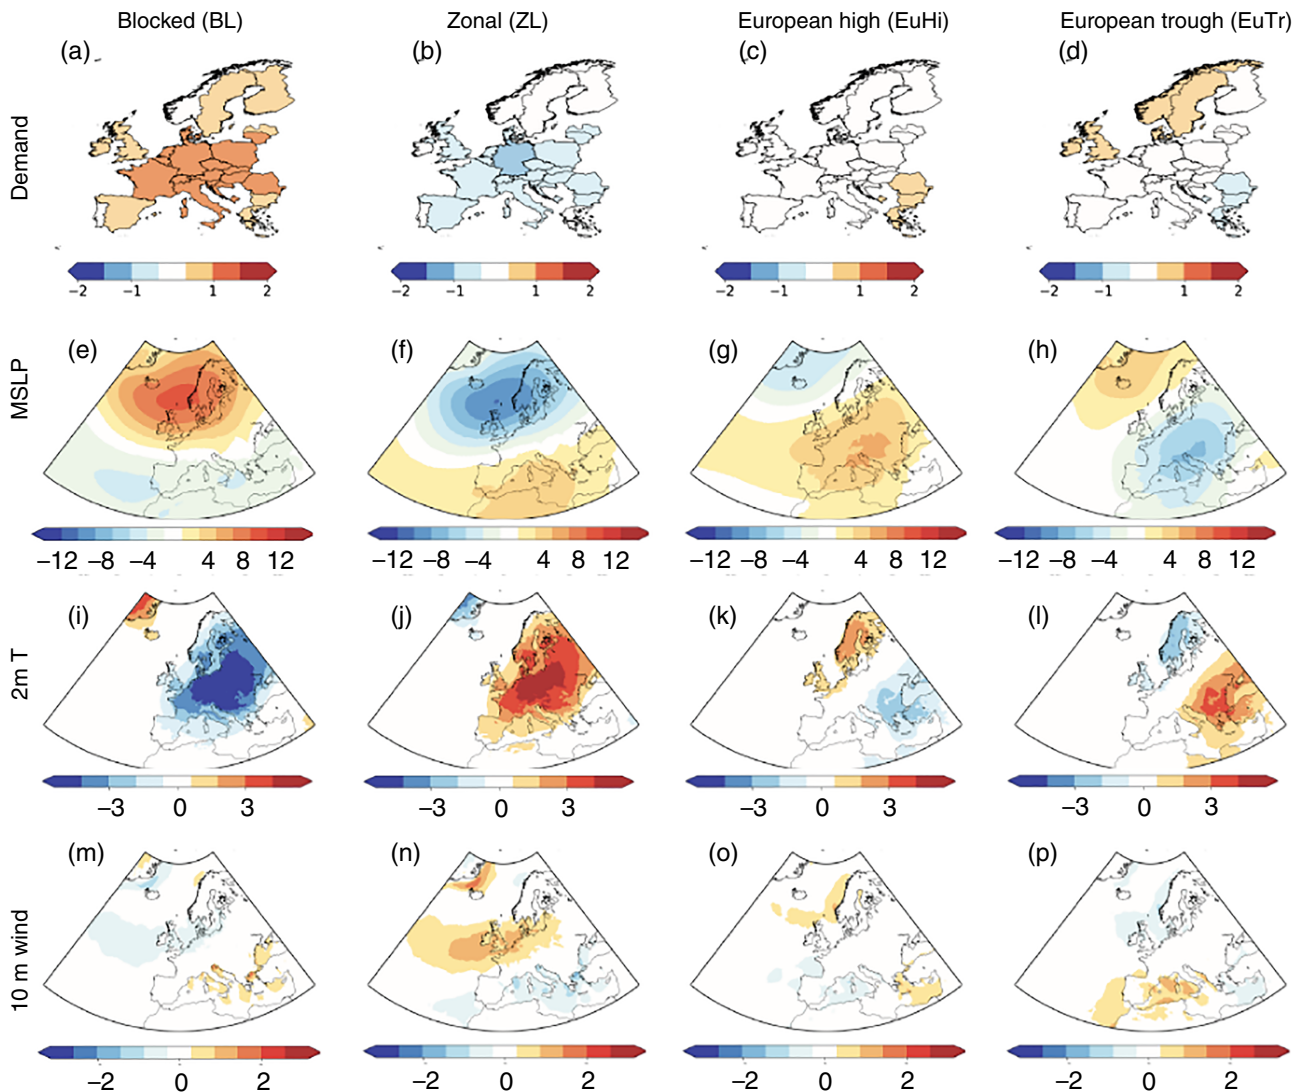 Blocked (BL) Zonal (ZL) European high (EuHi) European trough (EuTr)
(a) (b) (c) (d)
Demand
−2 −1 1 2 −2 −1 1 2 −2 −1 1 2 −2 −1 1 2
(e) (f) (g) (h)
MSLP
−12 −8 −4 4 8 12 −12 −8 −4 4 8 12 −12 −8 −4 4 8 12 −12 −8 −4 4 8 12
(i) (j) (k) (l)
2m T
−3 0 3 −3 0 3 −3 0 3 −3 0 3
(m) (n) (o) (p)
10 m wind
−2 0 2 −2 0 2 −2 0 2 −2 0 2